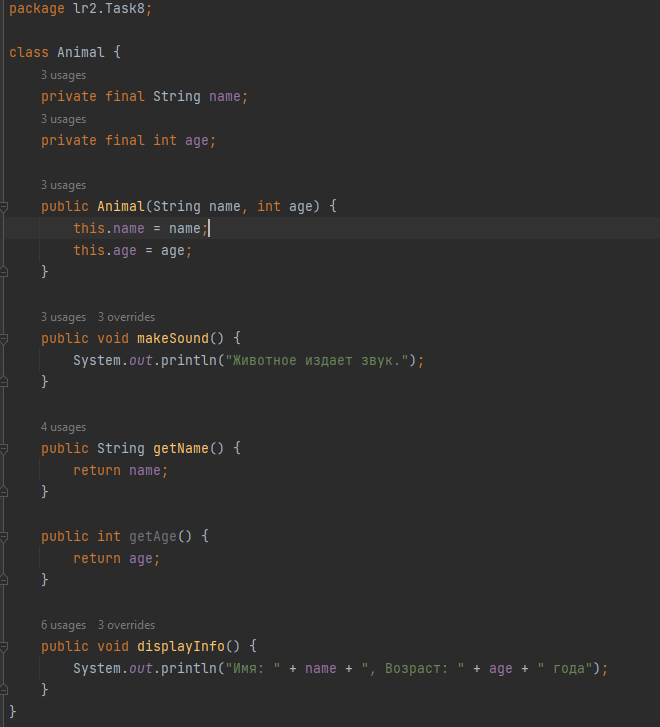 package lr2.Task8;
class Animal {
3 usages
private final String name;
3 usages
private final int age;
3 usages
public Animal(String name, int age) {
this.name = name;
this.age = age;
}
3 usages 3 overrides
public void makeSound() {
System.out.println("Животное издает звук.");
}
4 usages
public String getName() {
return name;
}
public int getAge() {
return age;
}
6 usages 3 overrides
public void displayInfo() {
System.out.println("Имя: " + name + ", Возраст: " + age + " года");
}
}